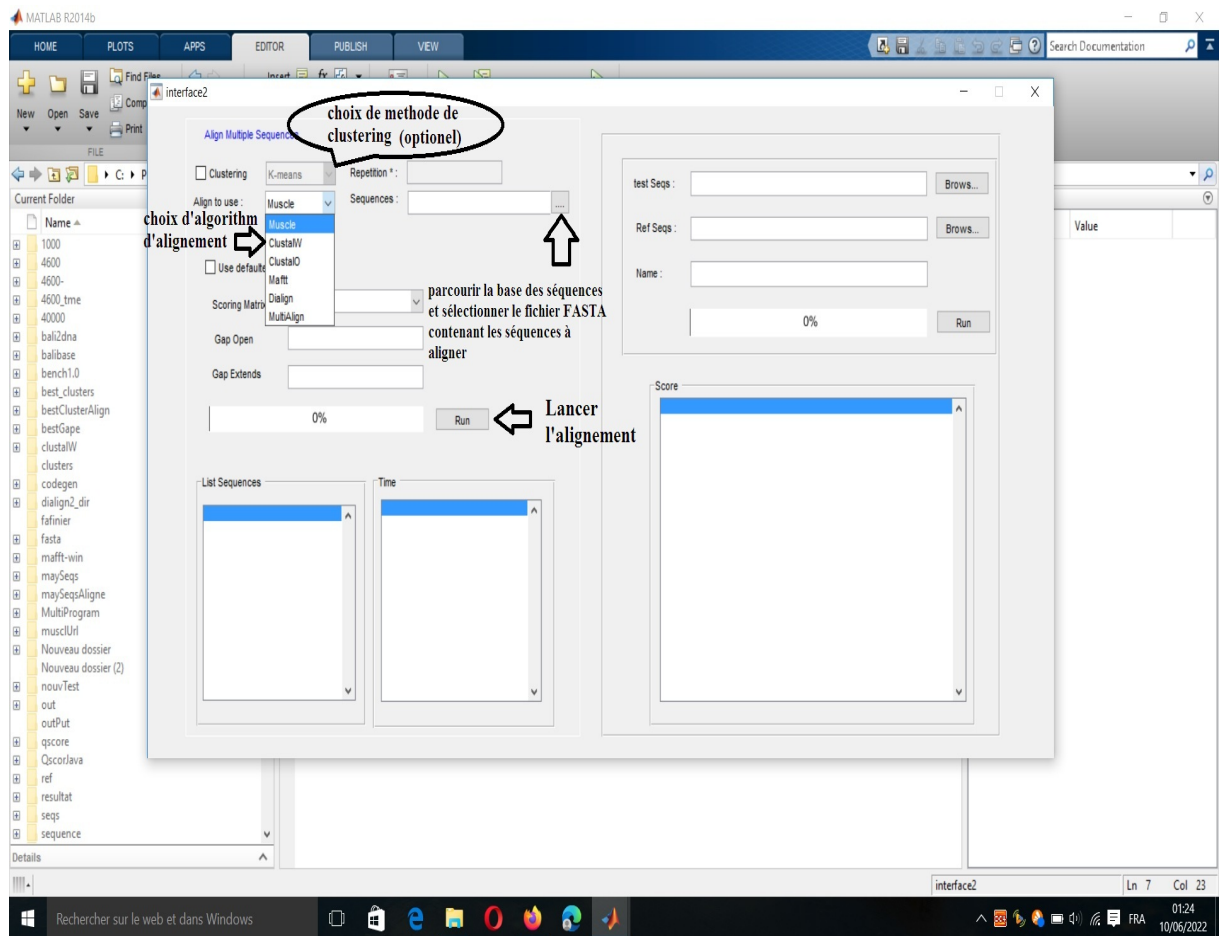 MATLAB R2014b
HOME PLOTS APPS EDITOR PUBLISH VIEW
Search Documentation
New Open Save
Find Files
Comp
Print
Insert fx
FILE
C: P
interface2
Align Multiple Sequences
choix de methode de
clustering (optionel)
Clustering K-means Repetition * :
Align to use : Muscle Sequences : ....
choix d'algorithm
d'alignement
Muscle
ClustalW
ClustalO
Maftt
Dialign
MultiAlign
Use defaulte
Scoring Matrix
Gap Open
Gap Extends
parcourir la base des séquences
et sélectionner le fichier FASTA
contenant les séquences à
aligner
0% Run
Lancer
l'alignement
List Sequences
Time
test Seqs : Brows...
Ref Seqs : Brows...
Name :
0% Run
Score
Current Folder
Name
1000
4600
4600-
4600_tme
40000
bali2dna
balibase
bench1.0
best_clusters
bestClusterAlign
bestGape
clustalW
clusters
codegen
dialign2_dir
fafinier
fasta
mafft-win
maySeqs
maySeqsAligne
MultiProgram
musclUrl
Nouveau dossier
Nouveau dossier (2)
nouvTest
out
outPut
qscore
QscorJava
ref
resultat
seqs
sequence
Details
Value
interface2 Ln 7 Col 23
Rechercher sur le web et dans Windows
FRA
01:24
10/06/2022